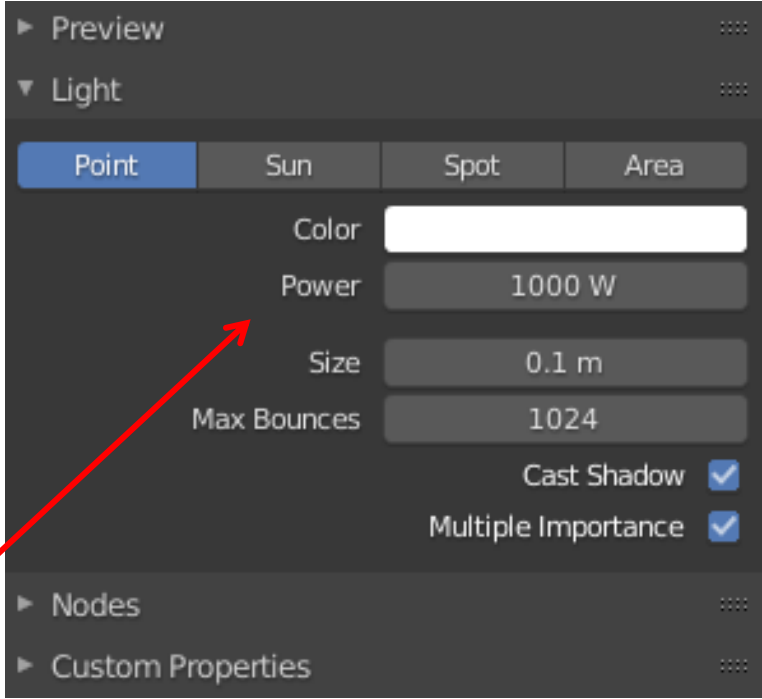 Preview
Light
Point Sun Spot Area
Color
Power 1000 W
Size 0.1 m
Max Bounces 1024
Cast Shadow
Multiple Importance
Nodes
Custom Properties